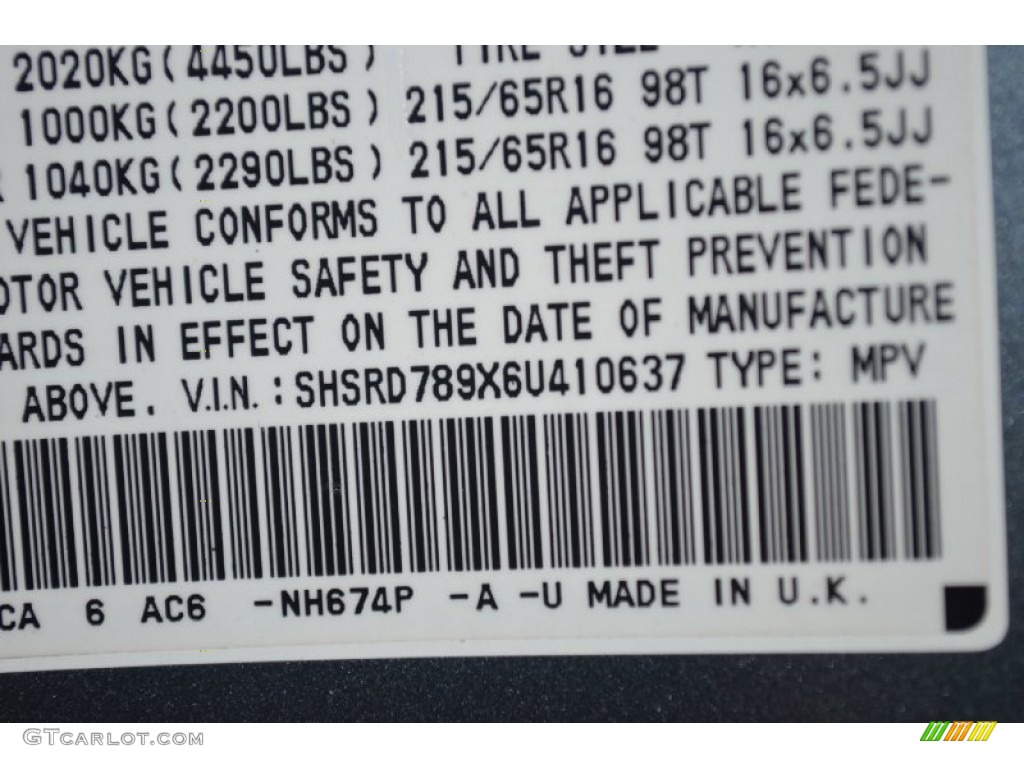 2020KG(4450LBS) TIRE SIZE
1000KG(2200LBS) 215/65R16 98T 16x6.5JJ
1040KG(2290LBS) 215/65R16 98T 16x6.5JJ
VEHICLE CONFORMS TO ALL APPLICABLE FEDE-
OTOR VEHICLE SAFETY AND THEFT PREVENTION
ARDS IN EFFECT ON THE DATE OF MANUFACTURE
ABOVE. V.I.N.:SHSRD789X6U410637 TYPE: MPV
CA 6 AC6 -NH674P -A -U MADE IN U.K.
GTCARLOT.COM